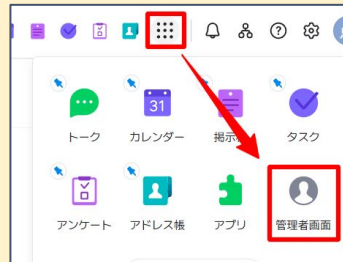 31
トーク
カレンダー
掲示
タスク
アンケート
アドレス帳
アプリ
管理者画面